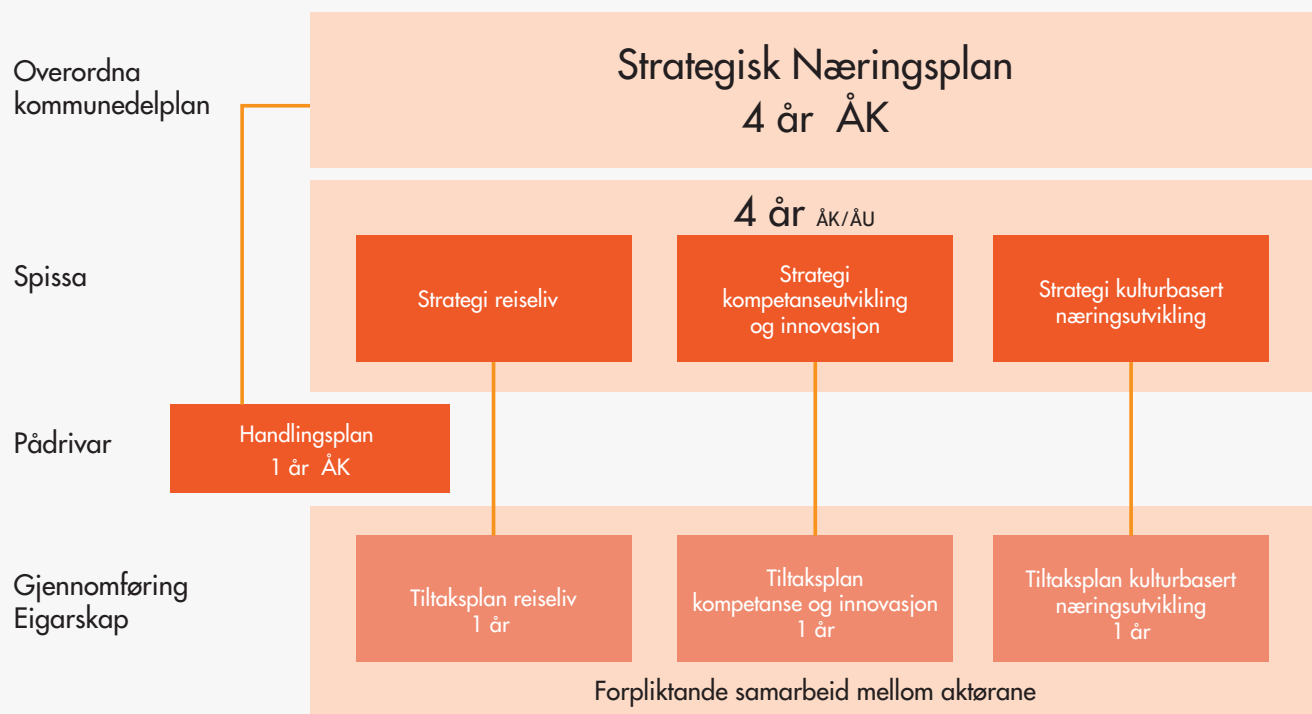 Overordna
kommunedelplan
Strategisk Næringsplan
4 år ÅK
Spissa
4 år ÅK/ÅU
Strategi reiseliv
Strategi
kompetanseutvikling
og innovasjon
Strategi kulturbasert
næringsutvikling
Pådrivar
Handlingsplan
1 år ÅK
Gjennomføring
Eigarskap
Tiltaksplan reiseliv
1 år
Tiltaksplan
kompetanse og innovasjon
1 år
Tiltaksplan kulturbasert
næringsutvikling
1 år
Forpliktande samarbeid mellom aktørane